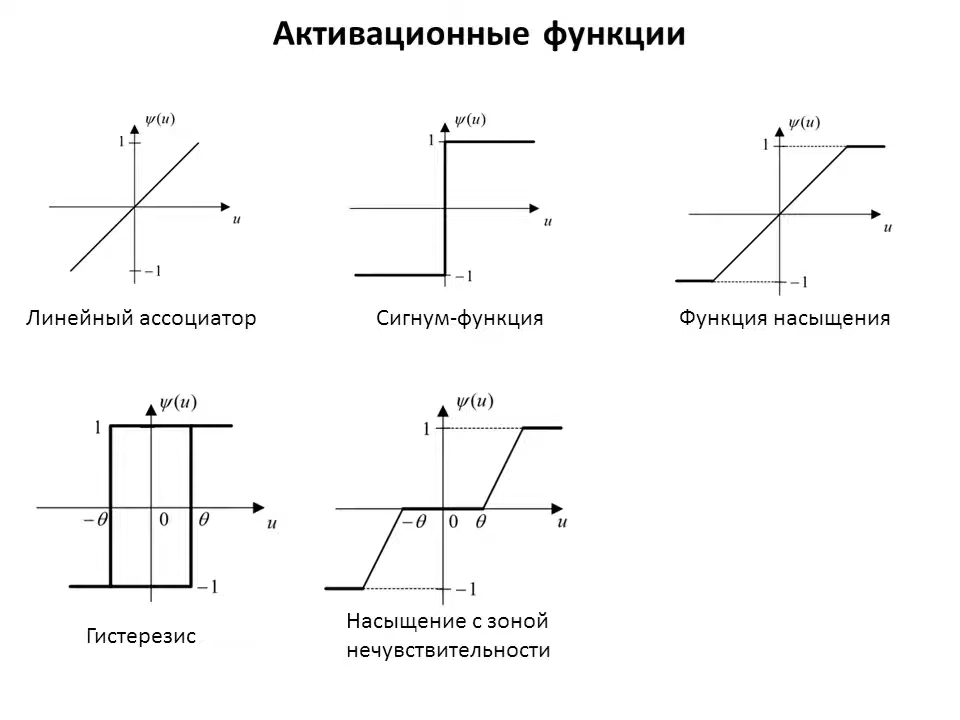 Активационные функции
ψ(u)
1
u
−1
Линейный ассоциатор
ψ(u)
1
u
−1
Сигнум-функция
ψ(u)
1
u
−1
Функция насыщения
ψ(u)
1
−θ 0 θ u
−1
Гистерезис
ψ(u)
1
−θ 0 θ u
−1
Насыщение с зоной
нечувствительности